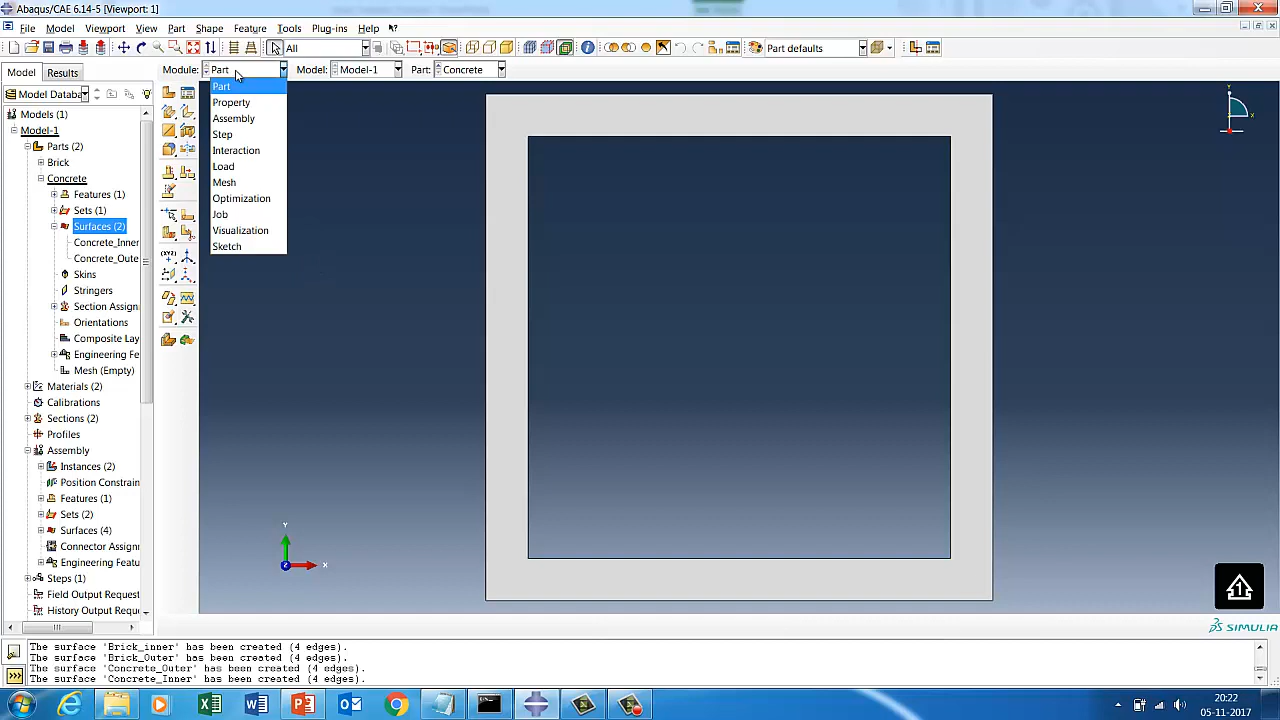 Abaqus/CAE 6.14-5 [Viewport: 1]
File Model Viewport View Part Shape Feature Tools Plug-ins Help
All
Part defaults
Model Results
Module: Part Model: Model-1 Part: Concrete
Model Databa
Part
Property
Assembly
Step
Interaction
Load
Mesh
Optimization
Job
Visualization
Sketch
Models (1)
Model-1
Parts (2)
Brick
Concrete
Features (1)
Sets (1)
Surfaces (2)
Concrete_Inner
Concrete_Oute
Skins
Stringers
Section Assign
Orientations
Composite Lay
Engineering Fe
Mesh (Empty)
Materials (2)
Calibrations
Sections (2)
Profiles
Assembly
Instances (2)
Position Constrain
Features (1)
Sets (2)
Surfaces (4)
Connector Assignn
Engineering Featu
Steps (1)
Field Output Reque
History Output Reque
(XYZ)
Y
X
Y
X
Z
1
SIMULIA
The surface 'Brick_inner' has been created (4 edges).
The surface 'Brick_Outer' has been created (4 edges).
The surface 'Concrete_Outer' has been created (4 edges).
The surface 'Concrete_Inner' has been created (4 edges).
20:22
05-11-2017